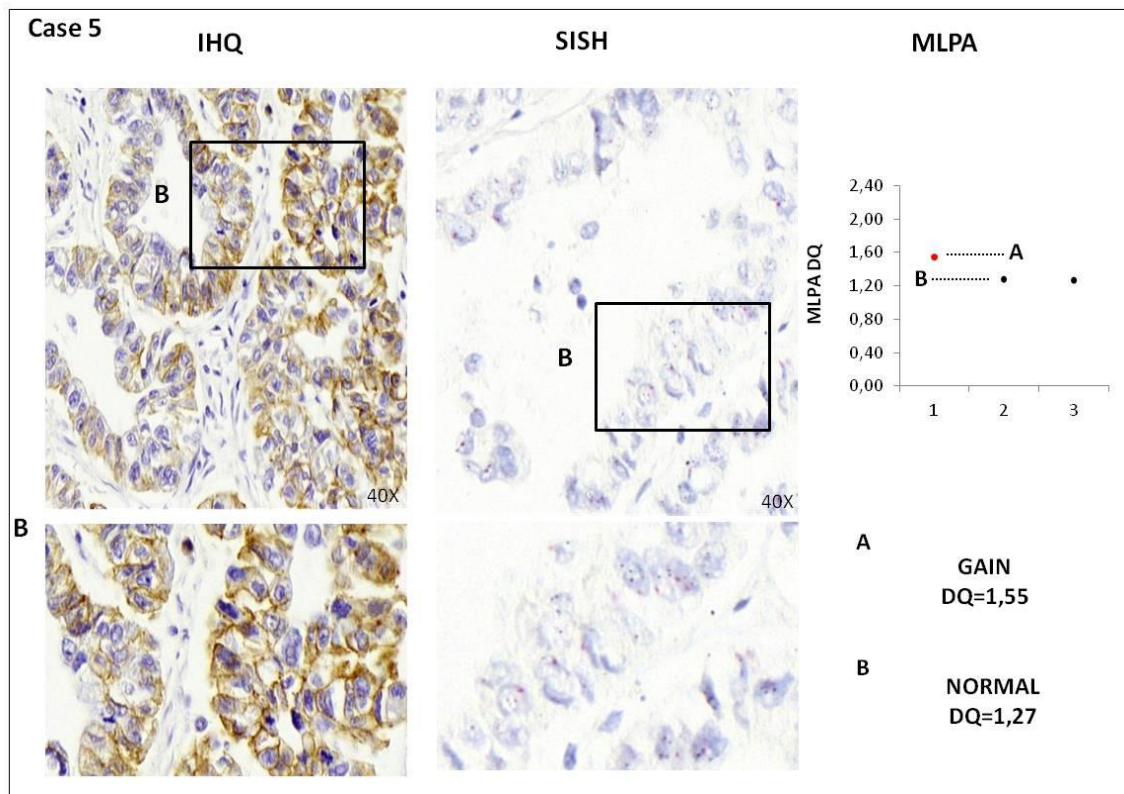 Case 5
IHQ
SISH
MLPA
B
40X
B
40X
MLPA DQ
2,40
2,00
1,60
1,20
0,80
0,40
0,00
A
B
1 2 3
B
A
GAIN
DQ=1,55
B
NORMAL
DQ=1,27